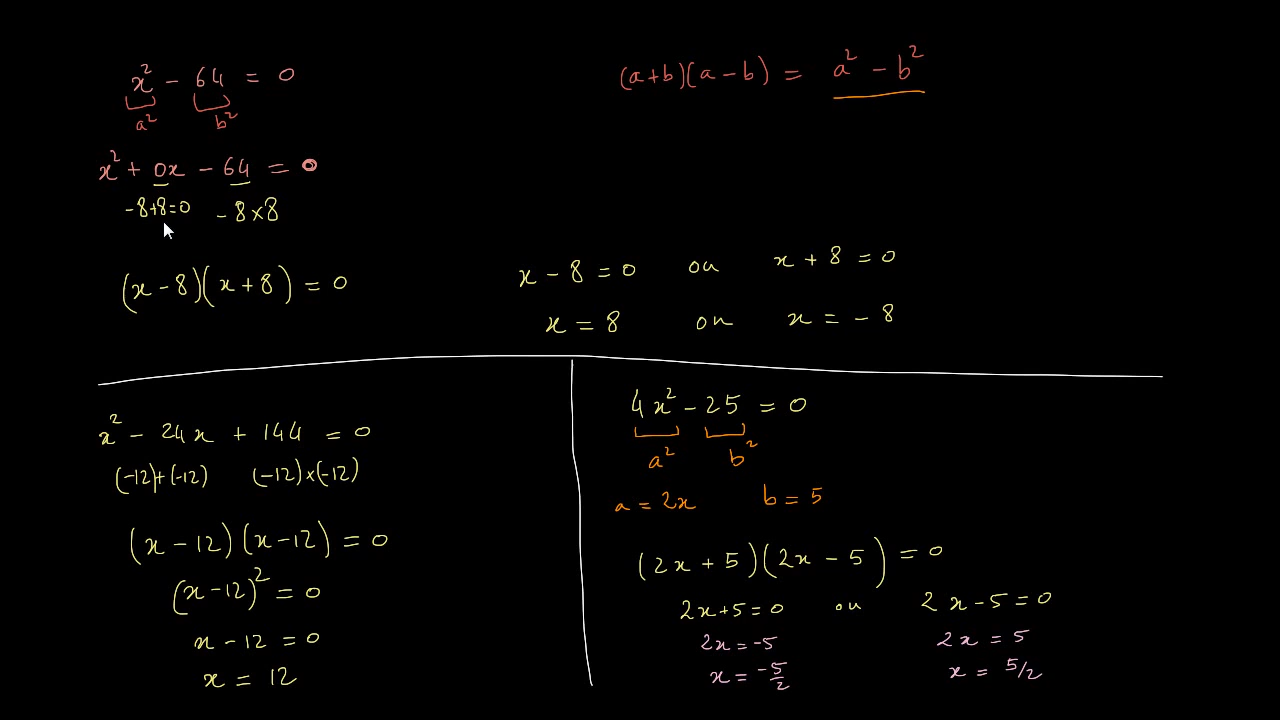 x² - 64 = 0
a² b²
(a+b)(a-b) = a² - b²
x² + 0x - 64 = 0
-8+8=0 -8×8
(x-8)(x+8) = 0
x - 8 = 0 ou x + 8 = 0
x = 8 ou x = -8
x² - 24x + 144 = 0
(-12)+(-12) (-12)×(-12)
(x-12)(x-12) = 0
(x-12)² = 0
x - 12 = 0
x = 12
4x² - 25 = 0
a² b²
a = 2x b = 5
(2x+5)(2x-5) = 0
2x+5=0 ou 2x-5=0
2x = -5 2x = 5
x = -5/2 x = 5/2